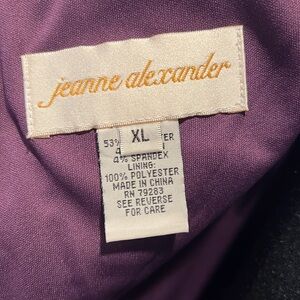 jeanne alexander
XL
53%
4% SPANDEX
LINING:
100% POLYESTER
MADE IN CHINA
RN 79283
SEE REVERSE
FOR CARE